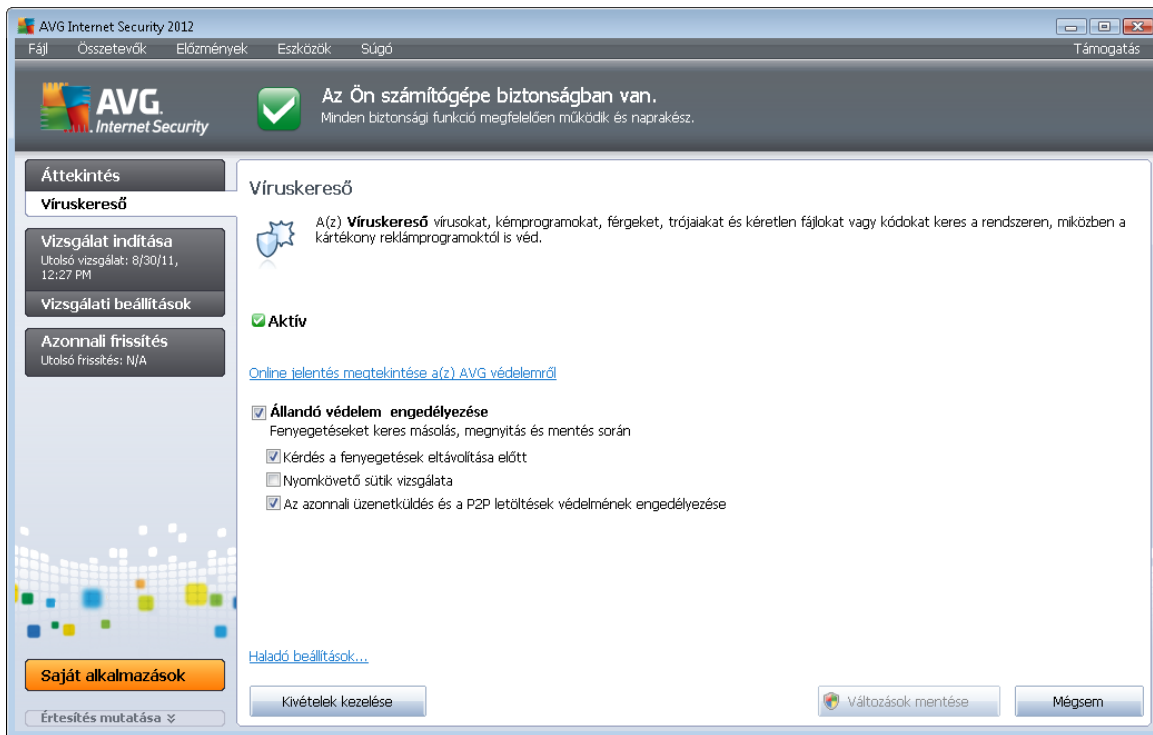 AVG Internet Security 2012
Fájl Összetevők Előzmények Eszközök Súgó Támogatás
AVG.
Internet Security
Az Ön számítógépe biztonságban van.
Minden biztonsági funkció megfelelően működik és naprakész.
Áttekintés
Víruskereső
Vizsgálat indítása
Utolsó vizsgálat: 8/30/11,
12:27 PM
Vizsgálati beállítások
Azonnali frissítés
Utolsó frissítés: N/A
Saját alkalmazások
Értesítés mutatása
Víruskereső
A(z) Víruskereső vírusokat, kémprogramokat, férgeket, trójaiakat és kéretlen fájlokat vagy kódokat keres a rendszeren, miközben a
kártékony reklámprogramoktól is véd.
Aktív
Online jelentés megtekintése a(z) AVG védelemről
Állandó védelem engedélyezése
Fenyegetéseket keres másolás, megnyitás és mentés során
Kérdés a fenyegetések eltávolítása előtt
Nyomkövető sütik vizsgálata
Az azonnali üzenetküldés és a P2P letöltések védelmének engedélyezése
Haladó beállítások...
Kivételek kezelése
Változások mentése
Mégsem